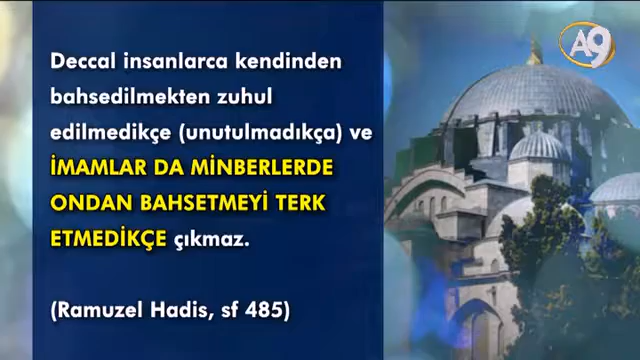 A9
Deccal insanlarca kendinden
bahsedilmekten zuhul
edilmedikçe (unutulmadıkça) ve
İMAMLAR DA MİNBERLERDE
ONDAN BAHSETMEYİ TERK
ETMEDİKÇE çıkmaz.
(Ramuzel Hadis, sf 485)